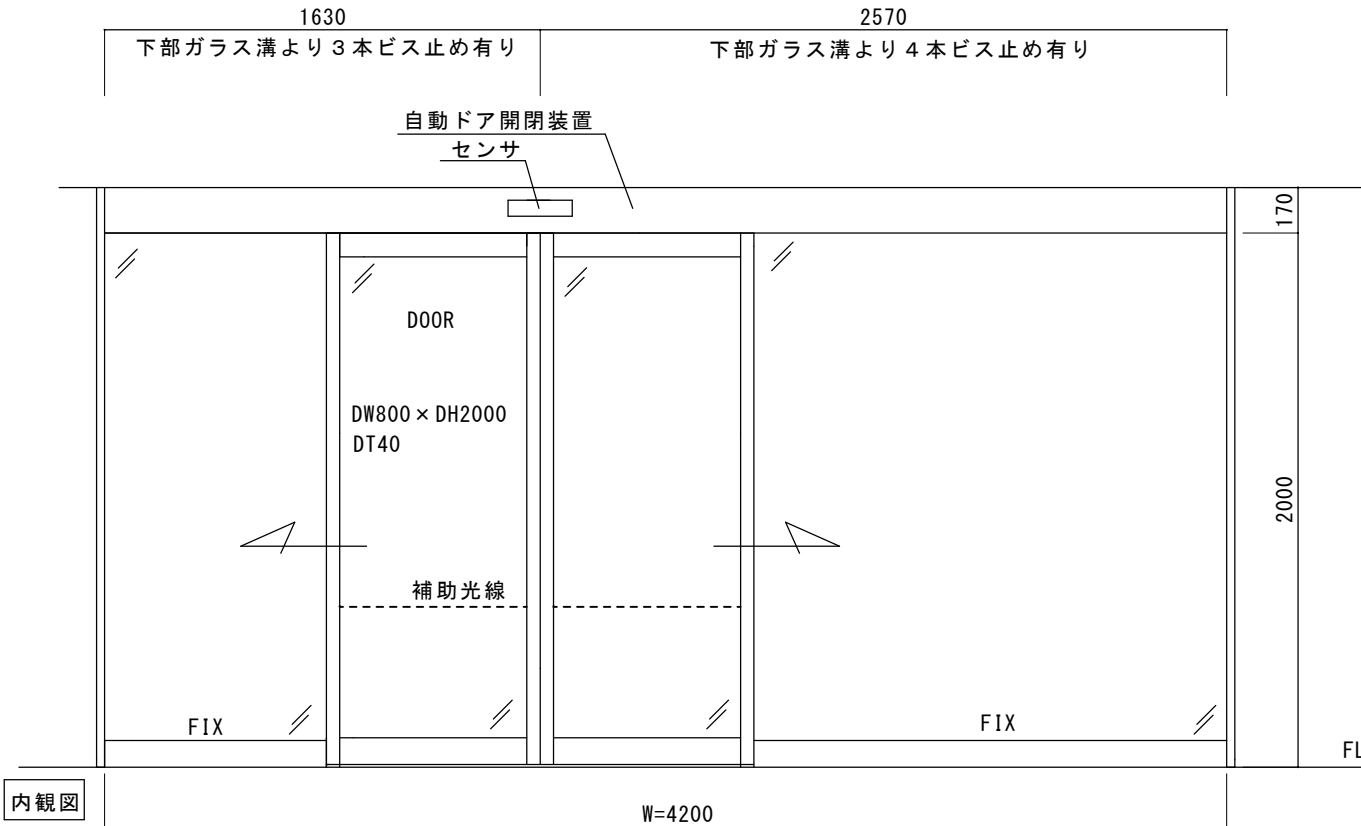 1630
2570
下部ガラス溝より３本ビス止め有り
下部ガラス溝より４本ビス止め有り
自動ドア開閉装置
センサ
170
DOOR
DW800×DH2000
DT40
2000
補助光線
FIX
FIX
FL
内観図
W=4200